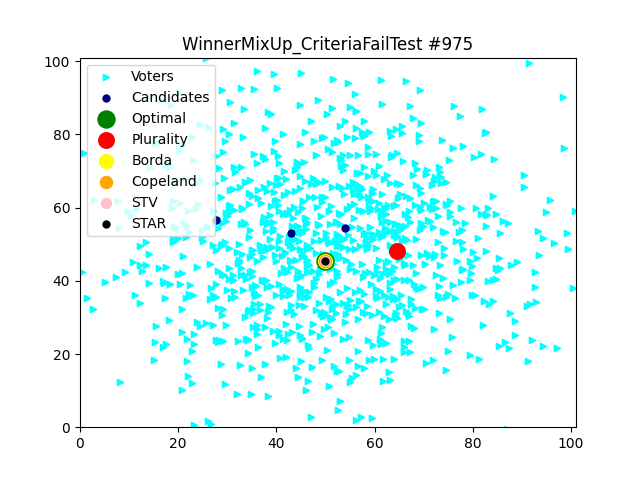 WinnerMixUp_CriteriaFailTest #975
100
80
60
40
20
0
Voters
Candidates
Optimal
Plurality
Borda
Copeland
STV
STAR
0 20 40 60 80 100